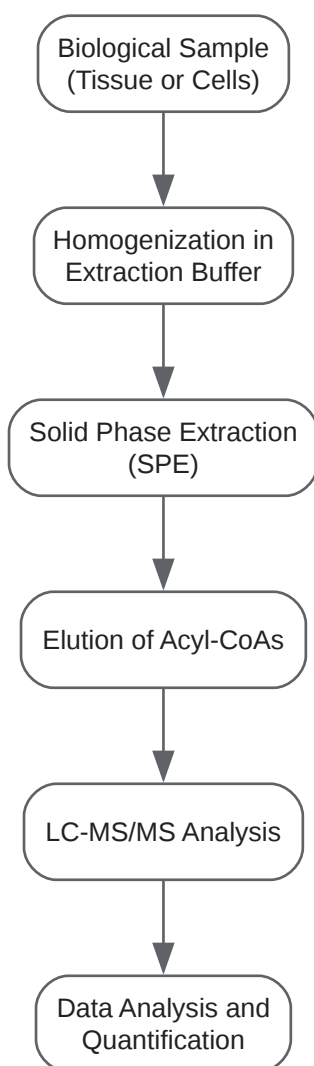 Biological Sample
(Tissue or Cells)
Homogenization in
Extraction Buffer
Solid Phase Extraction
(SPE)
Elution of Acyl-CoAs
LC-MS/MS Analysis
Data Analysis and
Quantification